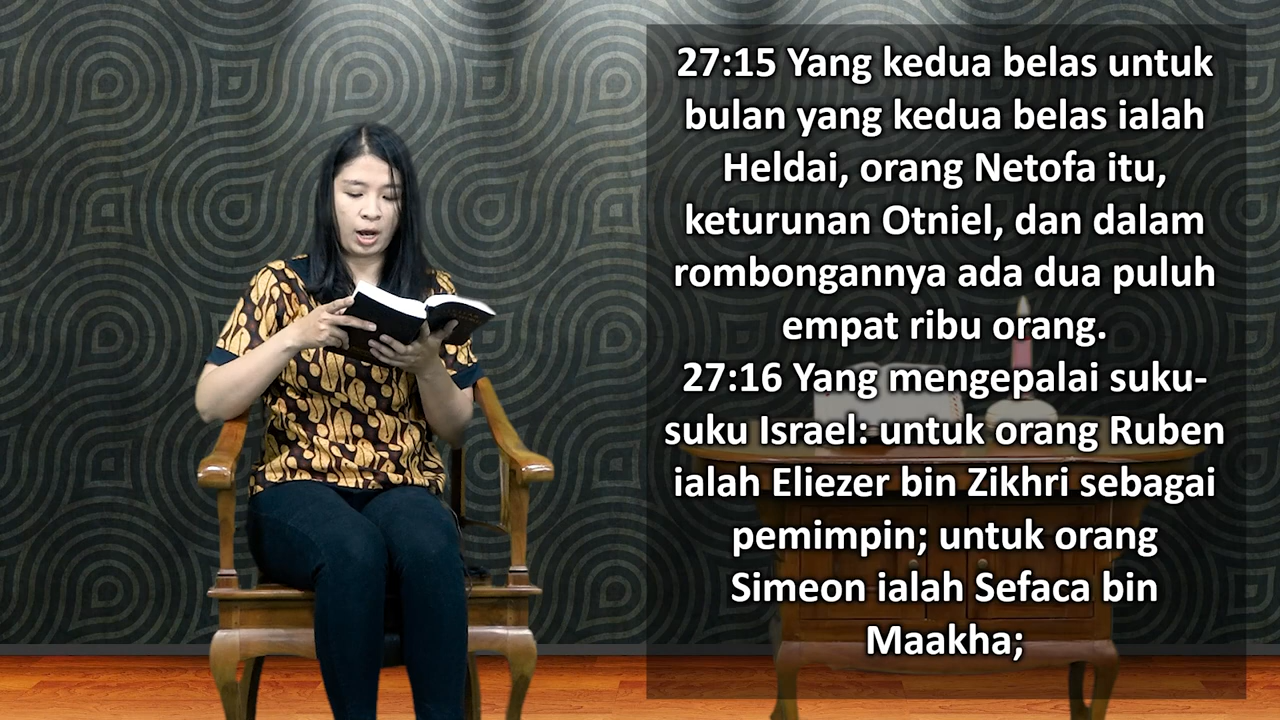 27:15 Yang kedua belas untuk
bulan yang kedua belas ialah
Heldai, orang Netofa itu,
keturunan Otniel, dan dalam
rombongannya ada dua puluh
empat ribu orang.
27:16 Yang mengepalai suku-
suku Israel: untuk orang Ruben
ialah Eliezer bin Zikhri sebagai
pemimpin; untuk orang
Simeon ialah Sefaca bin
Maakha;